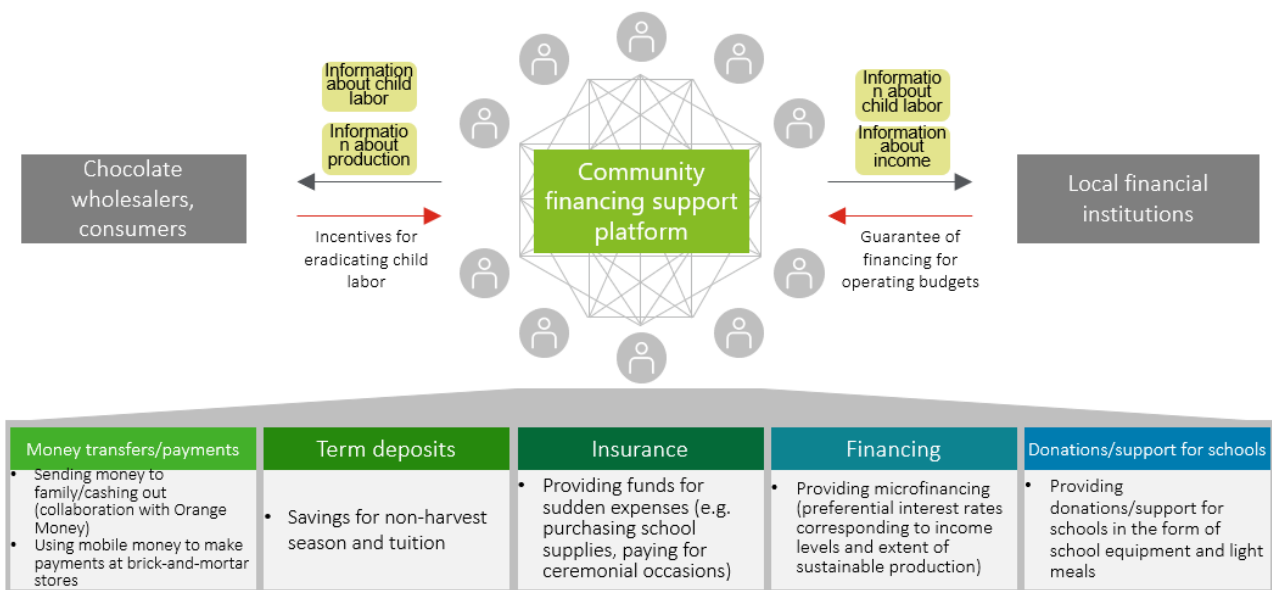 Information
about child
labor
Informatio
n about
production
Chocolate
wholesalers,
consumers
Incentives for
eradicating child
labor
Community
financing support
platform
Informatio
n about
child labor
Information
about
income
Local financial
institutions
Guarantee of
financing for
operating budgets
Money transfers/payments
• Sending money to
family/cashing out
(collaboration with Orange
Money)
• Using mobile money to make
payments at brick-and-mortar
stores
Term deposits
• Savings for non-harvest
season and tuition
Insurance
• Providing funds for
sudden expenses (e.g.
purchasing school
supplies, paying for
ceremonial occasions)
Financing
• Providing microfinancing
(preferential interest rates
corresponding to income
levels and extent of
sustainable production)
Donations/support for schools
• Providing
donations/support for
schools in the form of
school equipment and light
meals